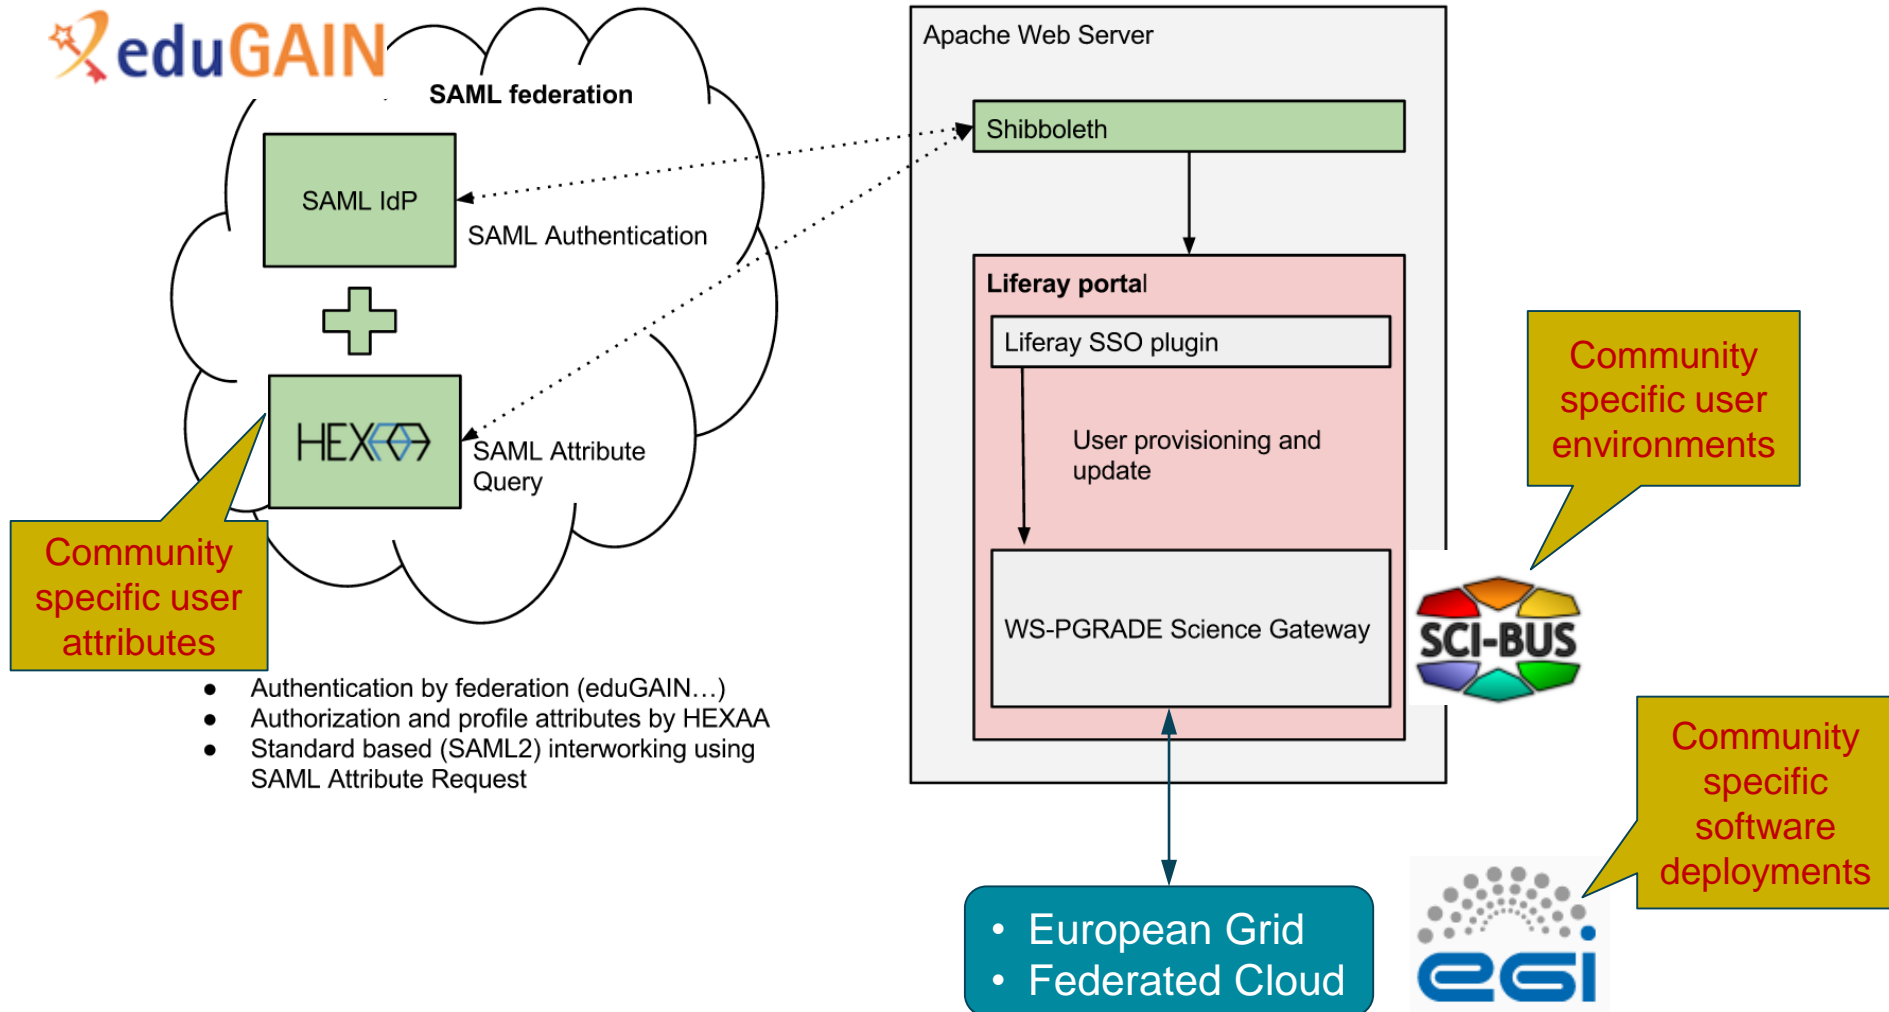 eduGAIN
SAML federation
SAML IdP
SAML Authentication
HEXAA
SAML Attribute
Query
Community
specific user
attributes
● Authentication by federation (eduGAIN...)
● Authorization and profile attributes by HEXAA
● Standard based (SAML2) interworking using
SAML Attribute Request
Apache Web Server
Shibboleth
Liferay portal
Liferay SSO plugin
User provisioning and
update
WS-PGRADE Science Gateway
Community
specific user
environments
SCI-BUS
Community
specific
software
deployments
• European Grid
• Federated Cloud
egi